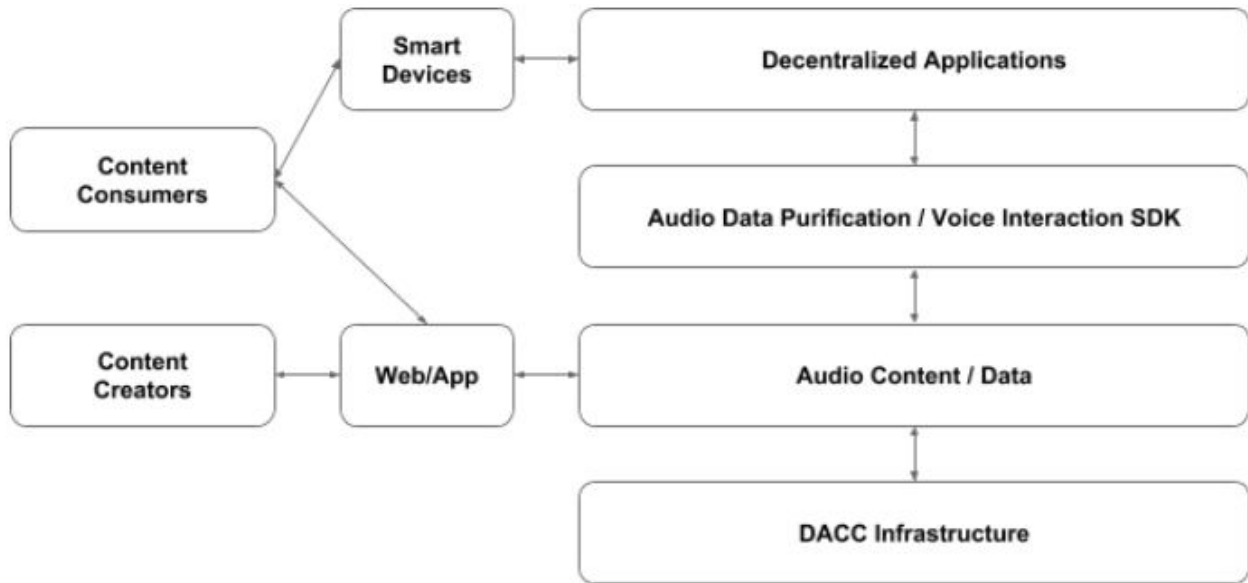 Smart
Devices
Decentralized Applications
Content
Consumers
Audio Data Purification / Voice Interaction SDK
Content
Creators
Web/App
Audio Content / Data
DACC Infrastructure